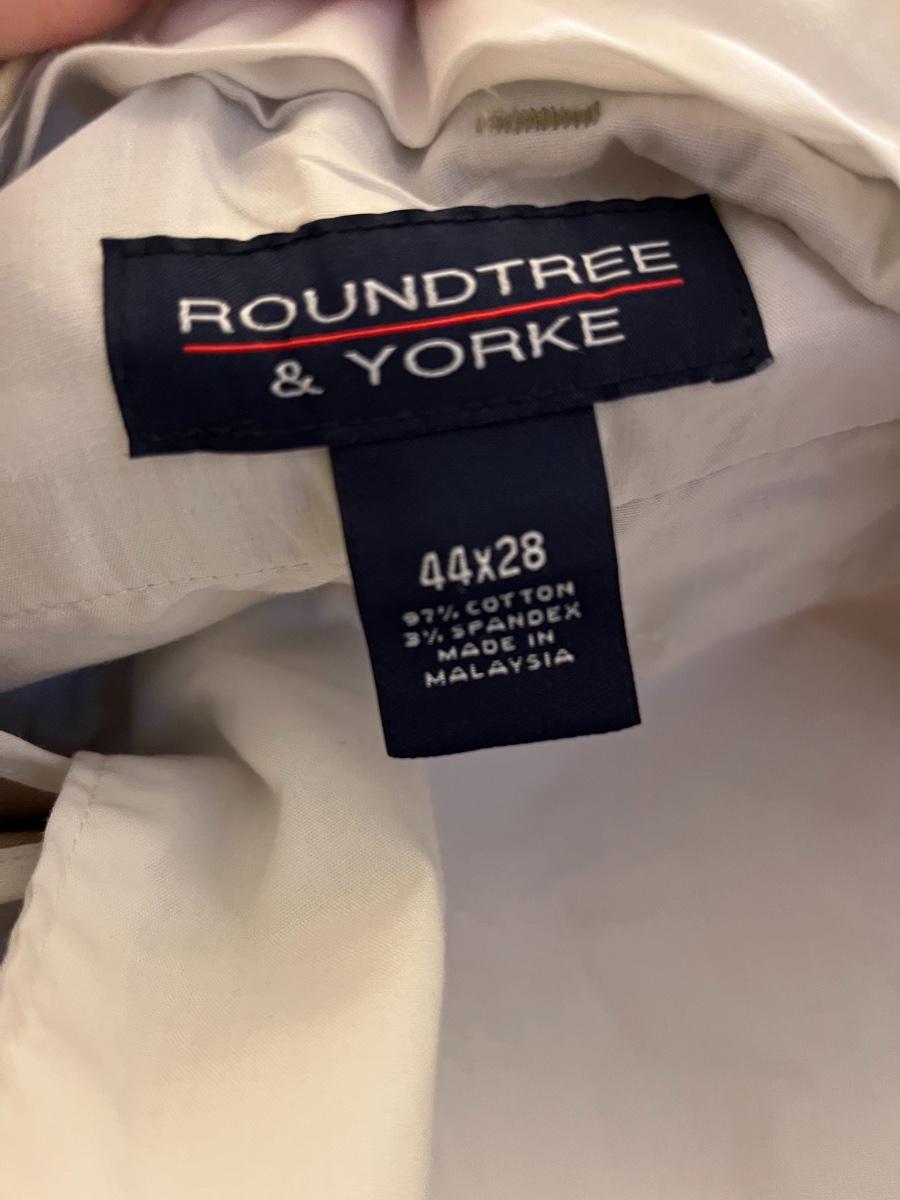 ROUNDTREE
& YORKE
44x28
97% COTTON
3% SPANDEX
MADE IN
MALAYSIA